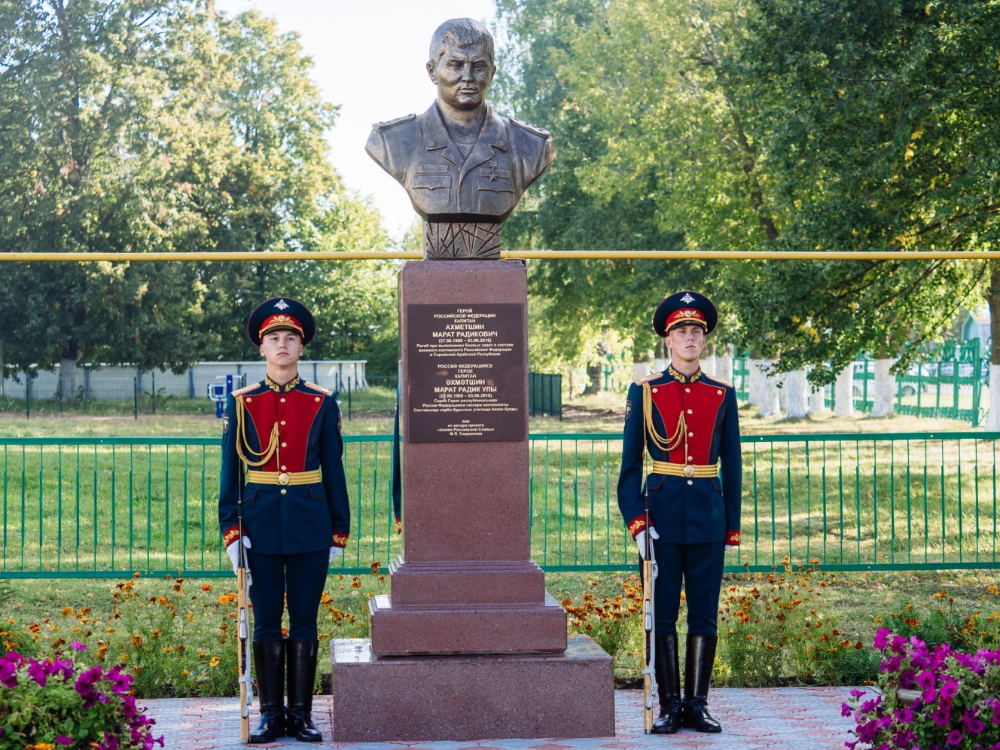 ГЕРОЙ
РОССИЙСКОЙ ФЕДЕРАЦИИ
КАПИТАН
АХМЕТШИН
МАРАТ РАДИКОВИЧ
(27.06.1980 – 03.06.2016)
Погиб при выполнении боевых задач в составе
военного контингента Российской Федерации
в Сирийской Арабской Республике
РОССИЯ ФЕДЕРАЦИЯСЕ
ГЕРОЕ
КАПИТАН
ӘХМӘТШИН
МАРАТ РАДИК УЛЫ
(27.06.1980 – 03.06.2016)
Сирия Гарәп республикасында
Россия Федерациясе гаскәри контингенты
Составында хәрби бурычын үтәгәндә һәлак булды
дар
от автора проекта
«Аллея Российской Славы»
М.Л. Сердюкова